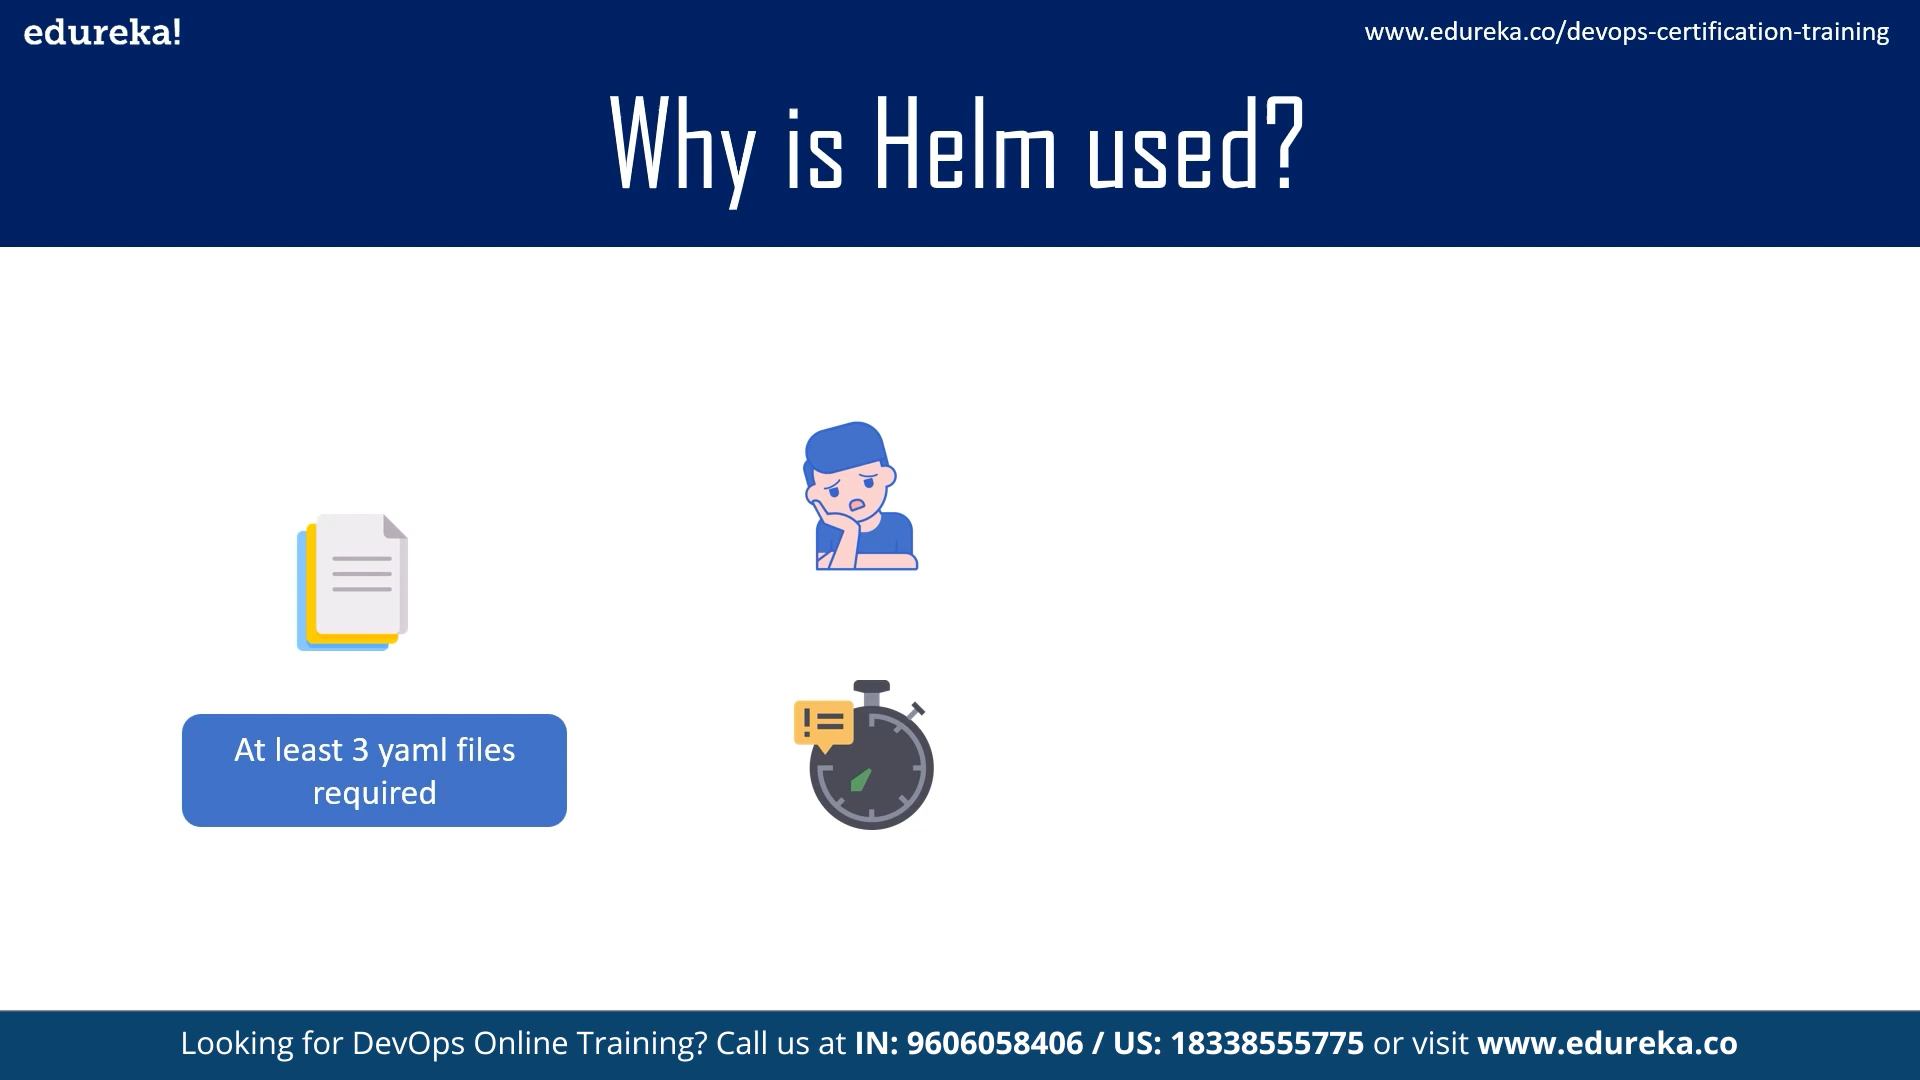 edureka!
www.edureka.co/devops-certification-training
Why is Helm used?
At least 3 yaml files
required
Looking for DevOps Online Training? Call us at IN: 9606058406 / US: 18338555775 or visit www.edureka.co